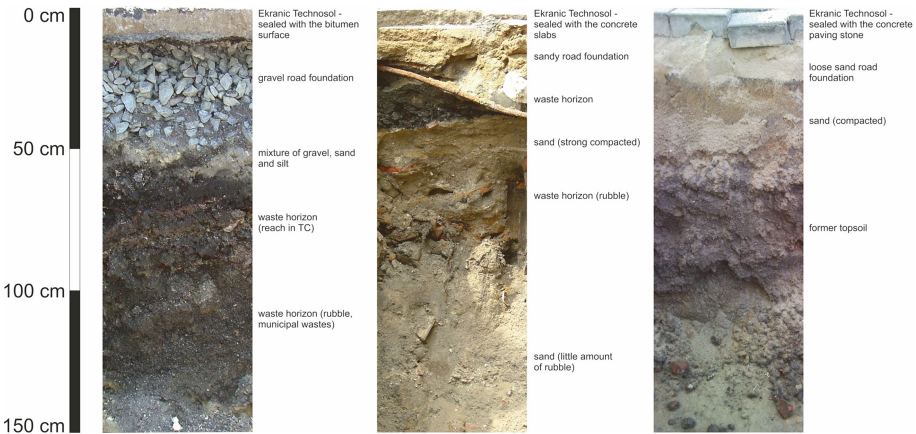 0 cm
50 cm
100 cm
150 cm
Ekranic Technosol -
sealed with the bitumen
surface
gravel road foundation
mixture of gravel, sand
and silt
waste horizon
(reach in TC)
waste horizon (rubble,
municipal wastes)
Ekranic Technosol -
sealed with the concrete
slabs
sandy road foundation
waste horizon
sand (strong compacted)
waste horizon (rubble)
sand (little amount
of rubble)
Ekranic Technosol -
sealed with the concrete
paving stone
loose sand road
foundation
sand (compacted)
former topsoil